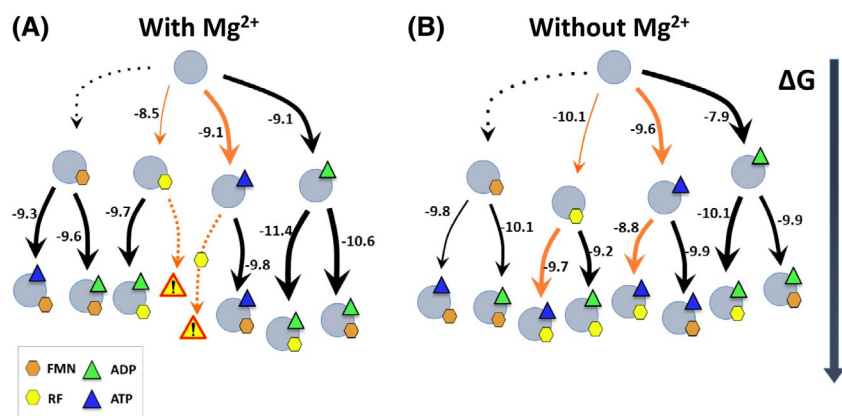 (A)
With Mg²⁺
-8.5
-9.1
-9.1
-9.3
-9.6
-9.7
-9.8
-11.4
-10.6
!
!
FMN
ADP
RF
ATP
(B)
Without Mg²⁺
ΔG
-10.1
-9.6
-7.9
-9.8
-10.1
-9.7
-9.2
-8.8
-9.9
-10.1
-9.9